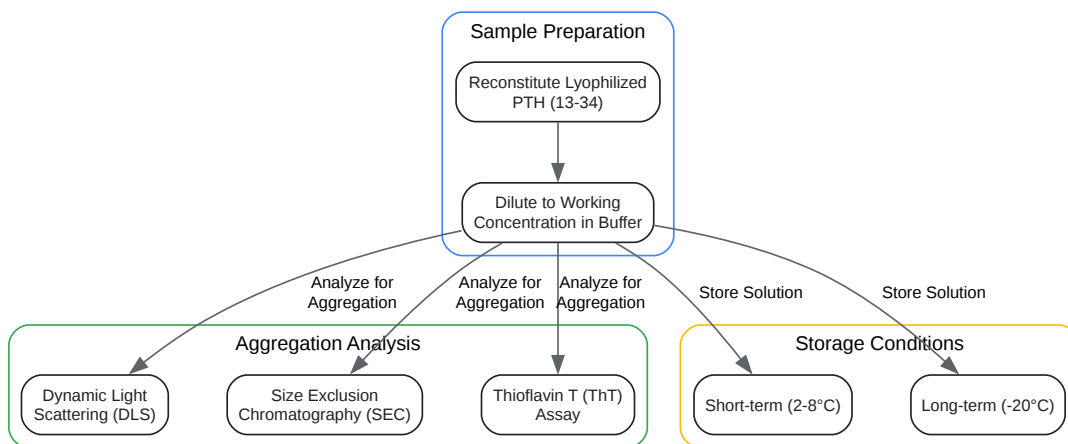 Sample Preparation
Reconstitute Lyophilized
PTH (13-34)
Dilute to Working
Concentration in Buffer
Analyze for
Aggregation
Analyze for
Aggregation
Analyze for
Aggregation
Store Solution
Store Solution
Aggregation Analysis
Storage Conditions
Dynamic Light
Scattering (DLS)
Size Exclusion
Chromatography (SEC)
Thioflavin T (ThT)
Assay
Short-term (2-8°C)
Long-term (-20°C)